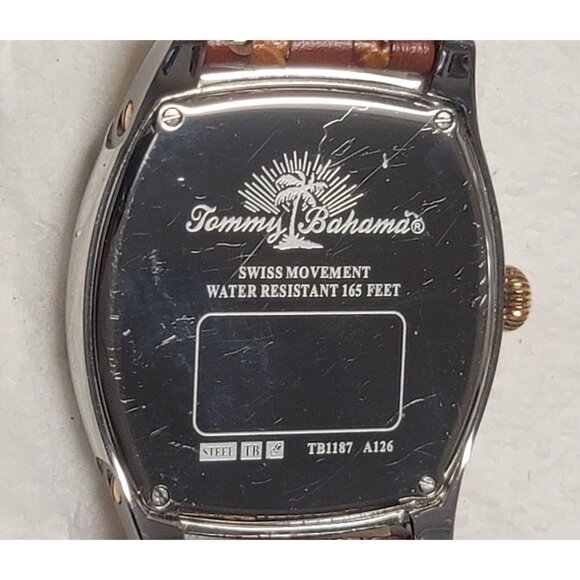 Tommy Bahama®
SWISS MOVEMENT
WATER RESISTANT 165 FEET
STEEL TB TB1187 A126